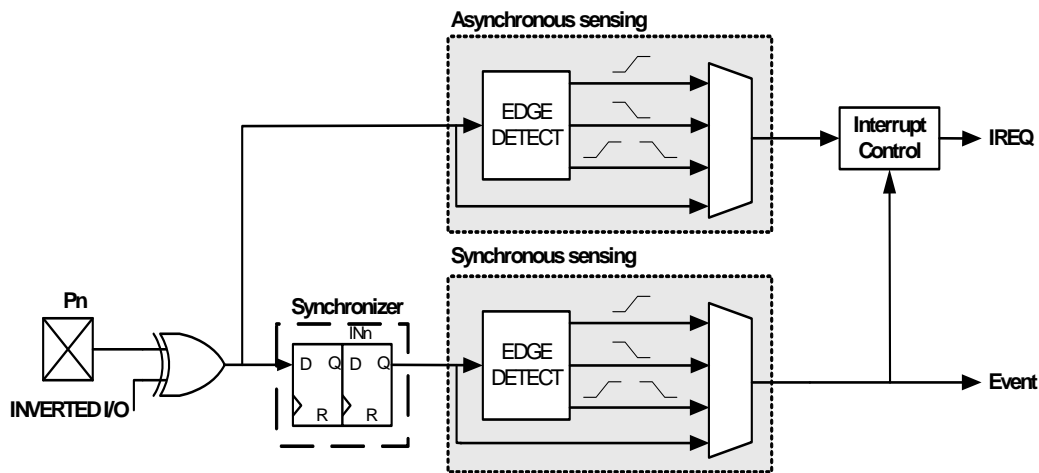 Asynchronous sensing
EDGE
DETECT
Interrupt
Control
IREQ
Synchronous sensing
Pn
Synchronizer
INn
D Q D Q
R R
EDGE
DETECT
INVERTED I/O
Event